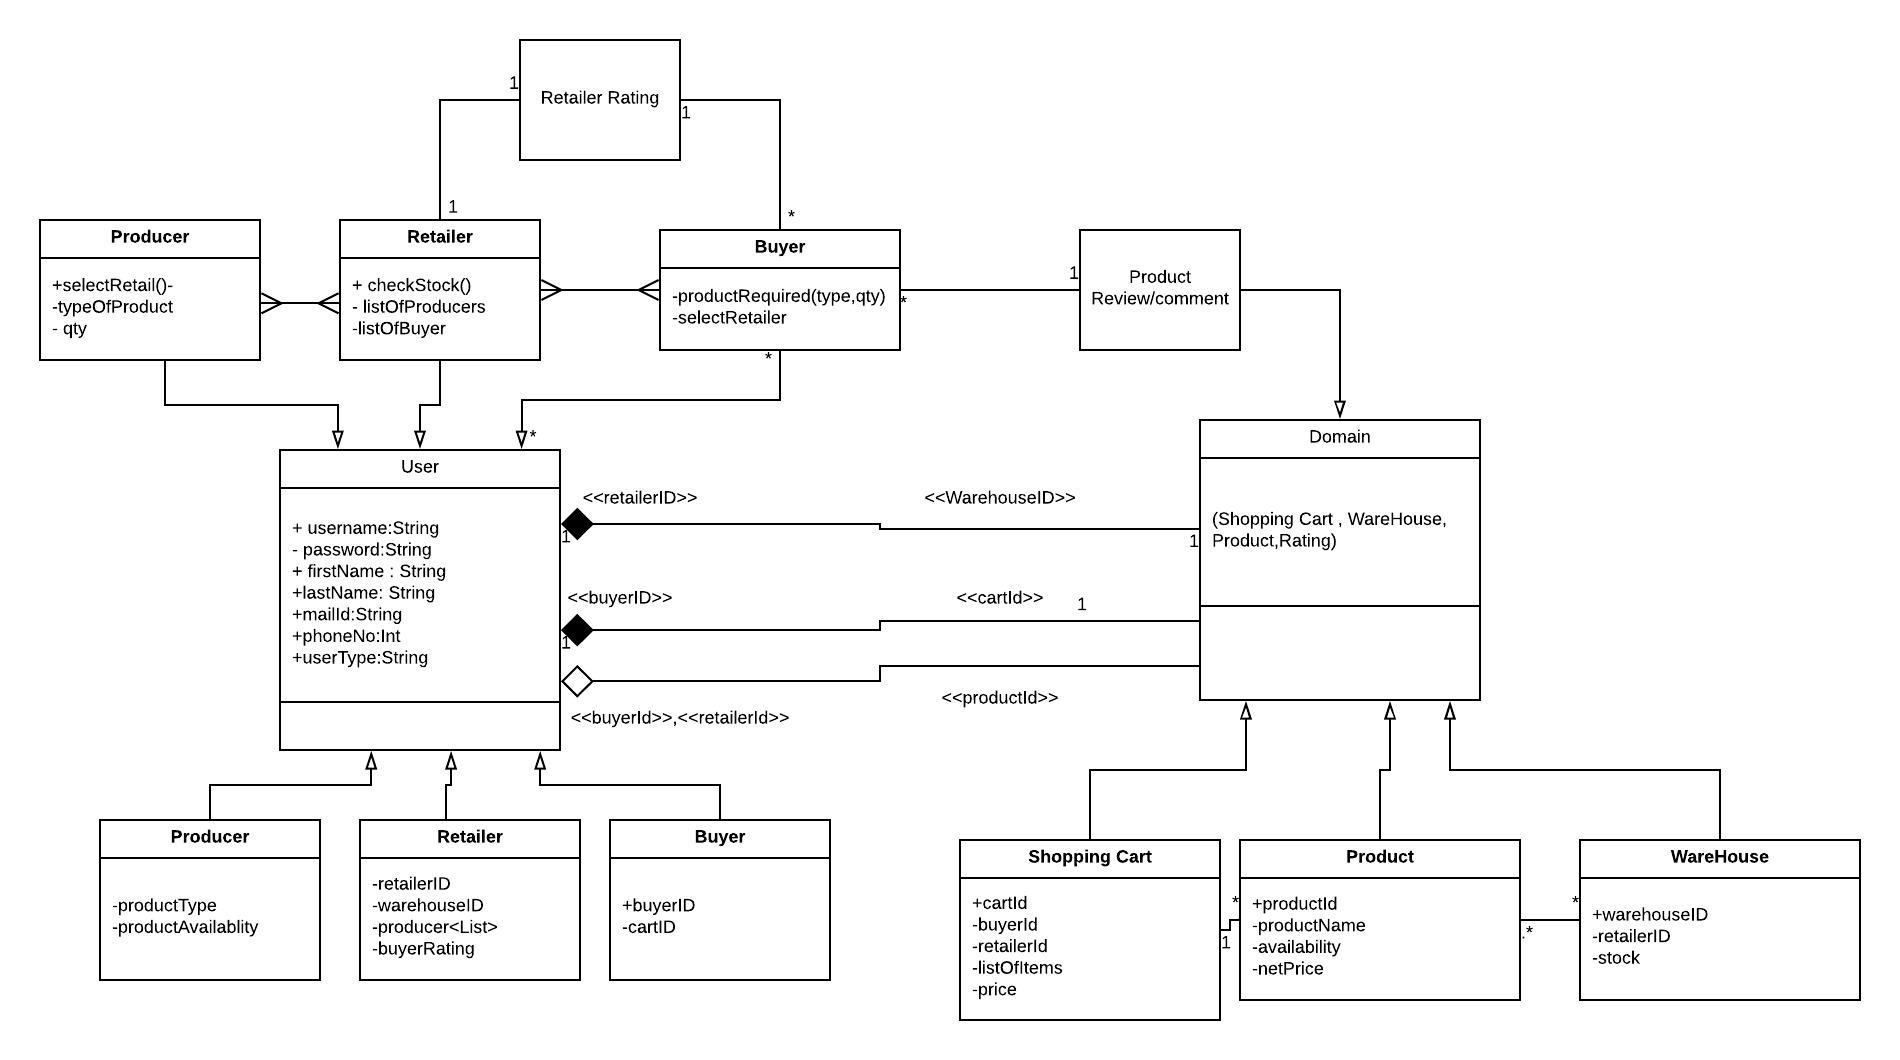 Retailer Rating
1
1
1
*
Producer
+selectRetail()-
-typeOfProduct
- qty
Retailer
+ checkStock()
- listOfProducers
-listOfBuyer
Buyer
-productRequired(type,qty)
-selectRetailer
*
*
1
Product
Review/comment
*
User
+ username:String
- password:String
+ firstName : String
+lastName: String
+mailId:String
+phoneNo:Int
+userType:String
<<retailerID>>
<<WarehouseID>>
1
1
<<buyerID>>
<<cartId>>
1
1
<<buyerId>>,<<retailerId>>
<<productId>>
Domain
(Shopping Cart , WareHouse,
Product,Rating)
Producer
-productType
-productAvailablity
Retailer
-retailerID
-warehouseID
-producer<List>
-buyerRating
Buyer
+buyerID
-cartID
Shopping Cart
+cartId
-buyerId
-retailerId
-listOfItems
-price
1
*
Product
+productId
-productName
-availability
-netPrice
.*
*
WareHouse
+warehouseID
-retailerID
-stock